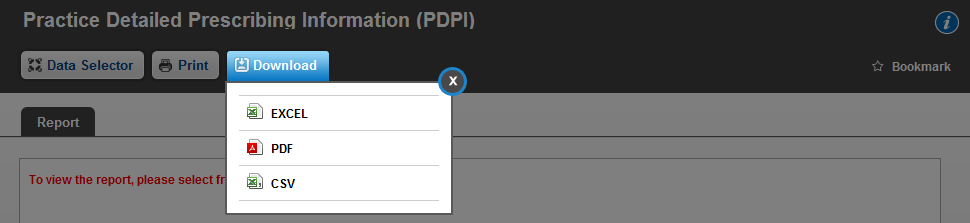 Practice Detailed Prescribing Information (PDPI)
i
Data Selector
Print
Download
X
Bookmark
EXCEL
Report
PDF
To view the report, please select fr
CSV